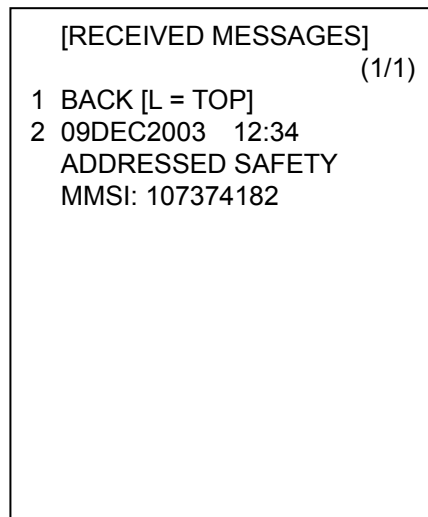 [RECEIVED MESSAGES]
(1/1)
1 BACK [L = TOP]
2 09DEC2003 12:34
ADDRESSED SAFETY
MMSI: 107374182